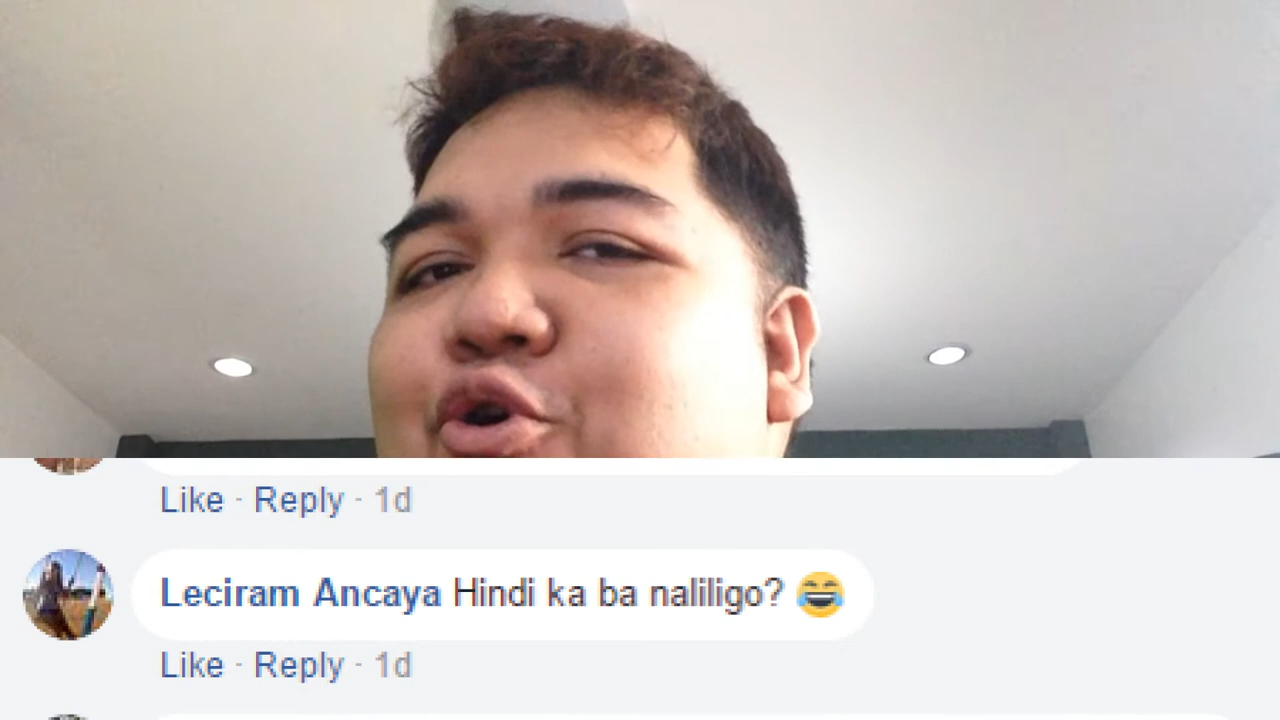 Like · Reply · 1d
Leciram Ancaya Hindi ka ba naliligo? 😂
Like · Reply · 1d